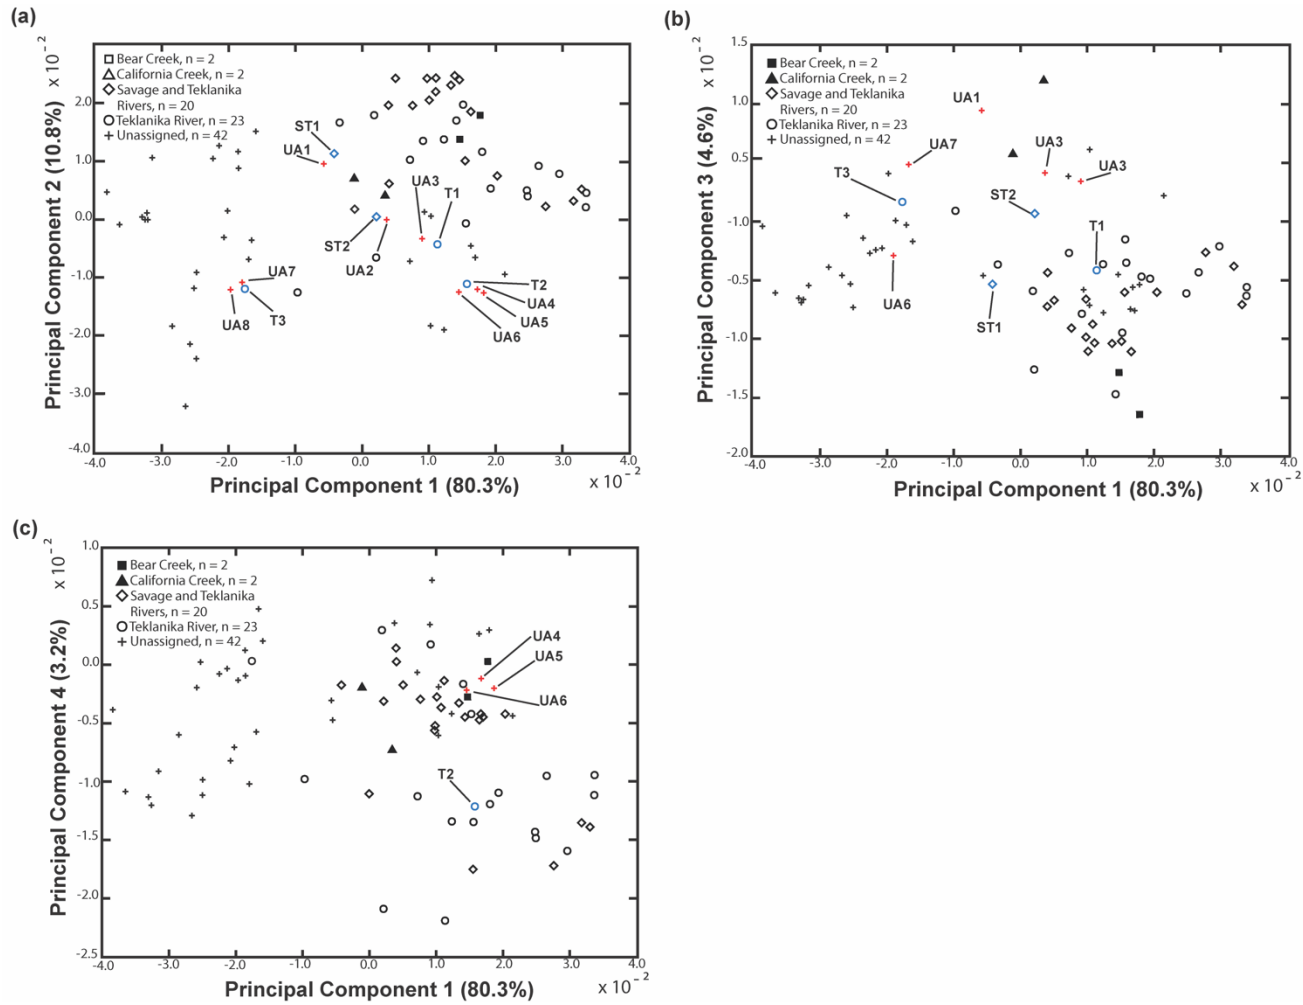 (a)
x 10 ⁻²
Principal Component 2 (10.8%)
Bear Creek, n = 2
California Creek, n = 2
Savage and Teklanika
Rivers, n = 20
Teklanika River, n = 23
Unassigned, n = 42
2.0
1.0
0.0
-1.0
-2.0
-3.0
-4.0
ST1
UA1
UA3
T1
ST2
UA2
UA7
UA8
T3
T2
UA4
UA5
UA6
-4.0 -3.0 -2.0 -1.0 0.0 1.0 2.0 3.0 4.0
Principal Component 1 (80.3%)
x 10 ⁻²
(b)
x 10 ⁻²
Principal Component 3 (4.6%)
Bear Creek, n = 2
California Creek, n = 2
Savage and Teklanika
Rivers, n = 20
Teklanika River, n = 23
Unassigned, n = 42
1.5
1.0
0.5
-1.0
-0.5
-1.0
-1.5
-2.0
UA1
UA7
UA3
UA3
T3
ST2
T1
UA6
ST1
-4.0 -3.0 -2.0 -1.0 0.0 1.0 2.0 3.0 4.0
Principal Component 1 (80.3%)
x 10 ⁻²
(c)
x 10 ⁻²
Principal Component 4 (3.2%)
Bear Creek, n = 2
California Creek, n = 2
Savage and Teklanika
Rivers, n = 20
Teklanika River, n = 23
Unassigned, n = 42
1.0
0.5
0.0
-0.5
-1.0
-1.5
-2.0
-2.5
UA4
UA5
UA6
T2
-4.0 -3.0 -2.0 -1.0 0.0 1.0 2.0 3.0 4.0
Principal Component 1 (80.3%)
x 10 ⁻²